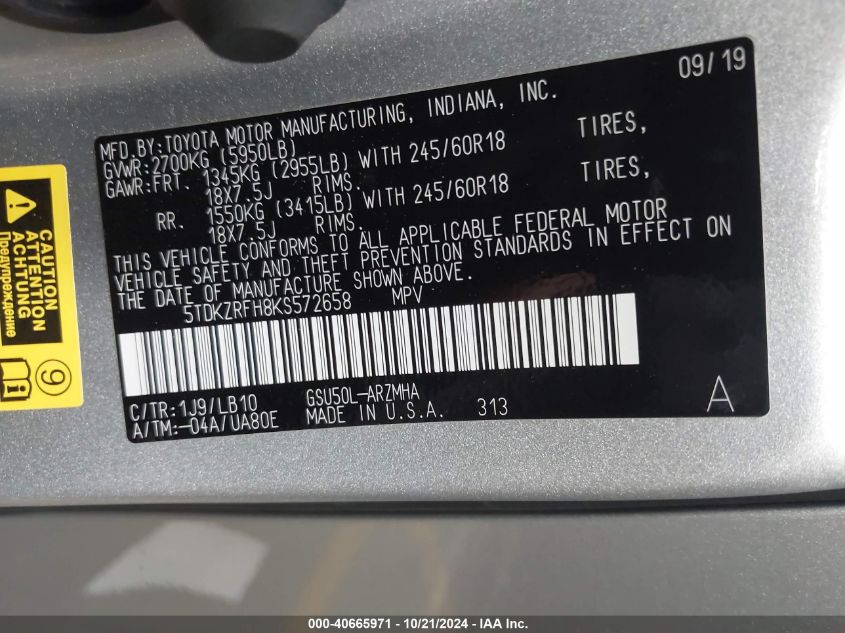 09/19
MFD.BY:TOYOTA MOTOR MANUFACTURING, INDIANA, INC.
GVWR:2700KG (5950LB)
GAWR:FRT. 1345KG (2955LB) WITH 245/60R18 TIRES,
18X7.5J RIMS.
RR. 1550KG (3415LB) WITH 245/60R18 TIRES,
18X7.5J RIMS.
THIS VEHICLE CONFORMS TO ALL APPLICABLE FEDERAL MOTOR
VEHICLE SAFETY AND THEFT PREVENTION STANDARDS IN EFFECT ON
THE DATE OF MANUFACTURE SHOWN ABOVE.
5TDKZRFH8KS572658 MPV
C/TR:1J9/LB10 GSU50L-ARZMHA
A/TM:-04A/UA80E MADE IN U.S.A. 313 A
CAUTION
ATTENTION
ACHTUNG
Предупреждение
9
000-40665971 - 10/21/2024 - IAA Inc.